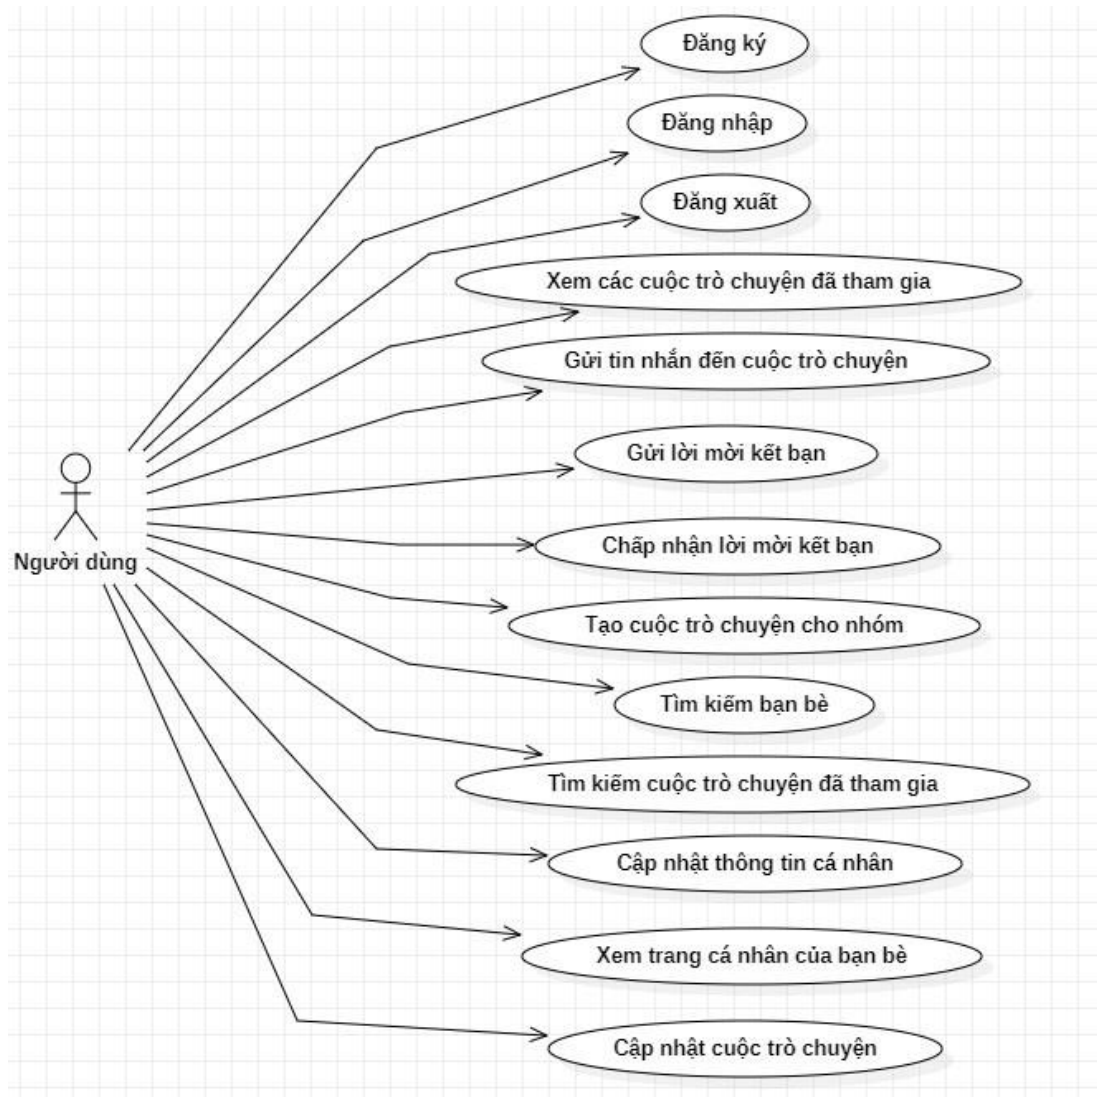 Đăng ký
Đăng nhập
Đăng xuất
Xem các cuộc trò chuyện đã tham gia
Gửi tin nhắn đến cuộc trò chuyện
Gửi lời mời kết bạn
Chấp nhận lời mời kết bạn
Người dùng
Tạo cuộc trò chuyện cho nhóm
Tìm kiếm bạn bè
Tìm kiếm cuộc trò chuyện đã tham gia
Cập nhật thông tin cá nhân
Xem trang cá nhân của bạn bè
Cập nhật cuộc trò chuyện